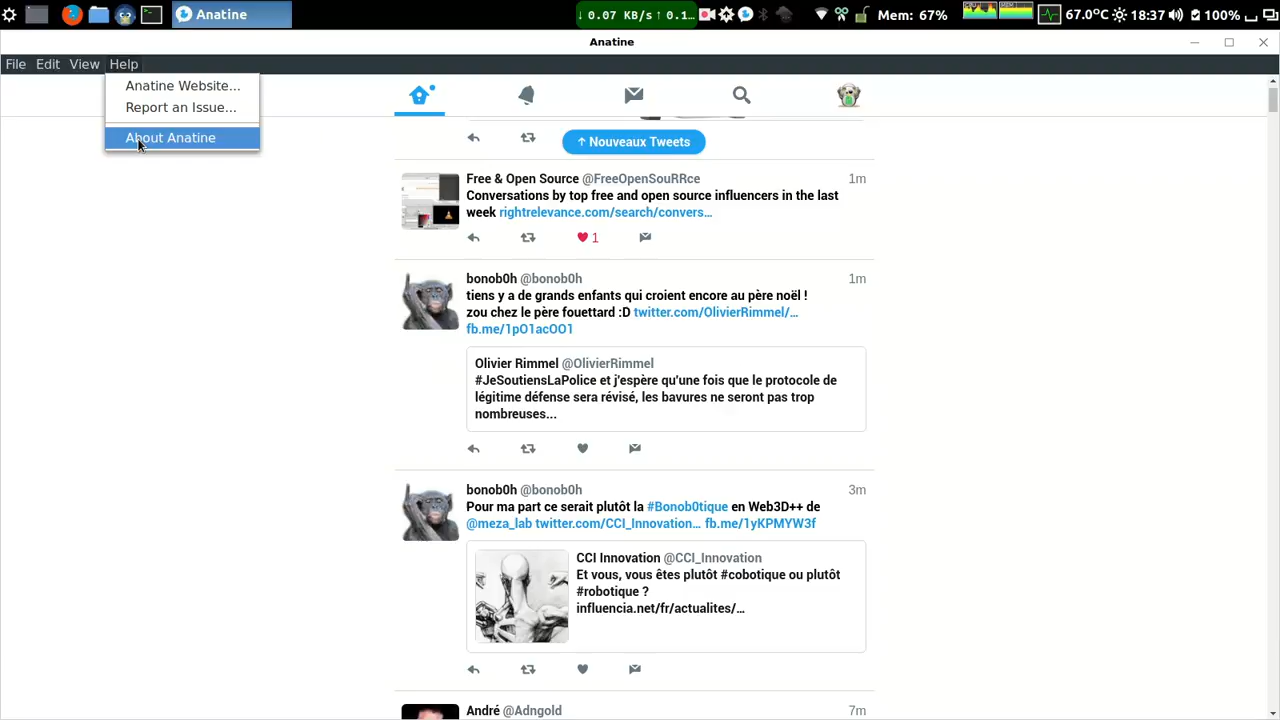 Anatine
↓ 0.07 KB/s ↑ 0.1...
Mem: 67%
67.0°C
18:37
100%
Anatine
File Edit View Help
Anatine Website...
Report an Issue...
About Anatine
↑ Nouveaux Tweets
Free & Open Source @FreeOpenSouRRce 1m
Conversations by top free and open source influencers in the last
week rightrelevance.com/search/convers…
1
bonob0h @bonob0h 1m
tiens y a de grands enfants qui croient encore au père noël !
zou chez le père fouettard :D twitter.com/OlivierRimmel/…
fb.me/1pO1acOO1
Olivier Rimmel @OlivierRimmel
#JeSoutiensLaPolice et j'espère qu'une fois que le protocole de
légitime défense sera révisé, les bavures ne seront pas trop
nombreuses...
bonob0h @bonob0h 3m
Pour ma part ce serait plutôt la #Bonob0tique en Web3D++ de
@meza_lab twitter.com/CCI_Innovation… fb.me/1yKPMYW3f
CCI Innovation @CCI_Innovation
Et vous, vous êtes plutôt #cobotique ou plutôt
#robotique ?
influencia.net/fr/actualites/…
André @Adngold 7m